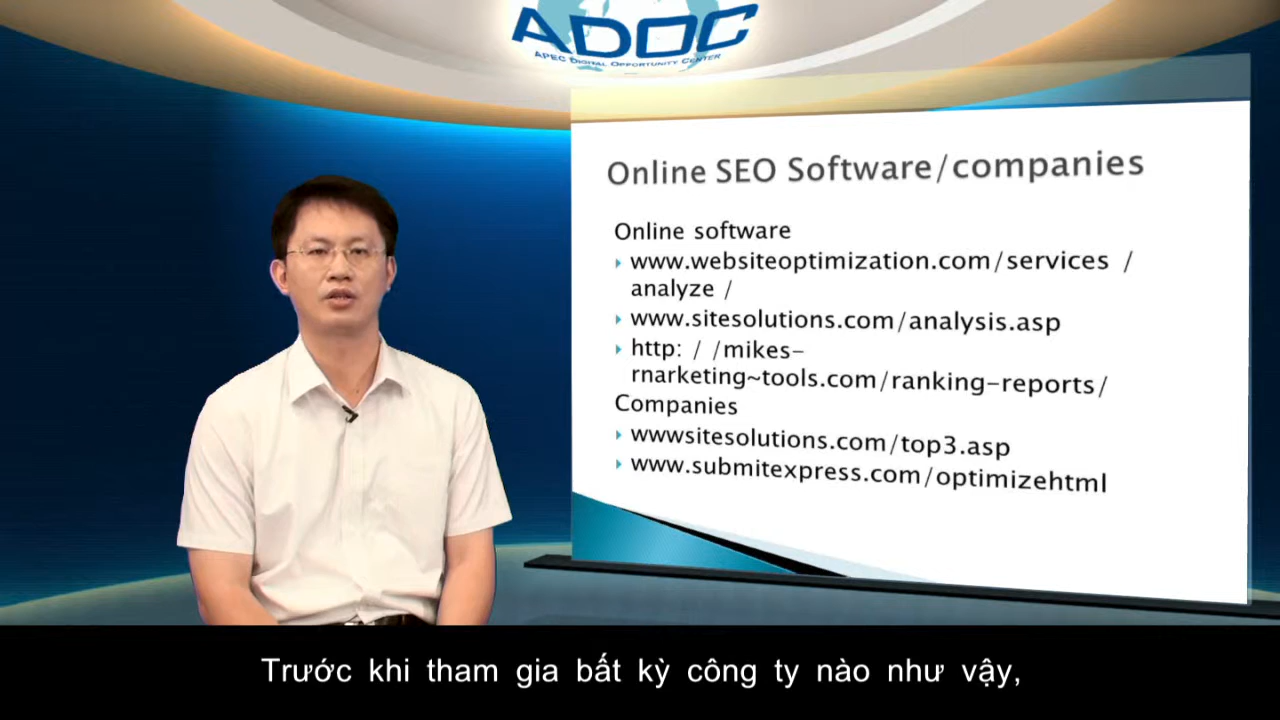 ADOC
APEC DIGITAL OPPORTUNITY CENTER
Online SEO Software/companies
Online software
www.websiteoptimization.com/services /
analyze /
www.sitesolutions.com/analysis.asp
http: / /mikes-
rnarketing~tools.com/ranking-reports/
Companies
wwwsitesolutions.com/top3.asp
www.submitexpress.com/optimizehtml
Trước khi tham gia bất kỳ công ty nào như vậy,